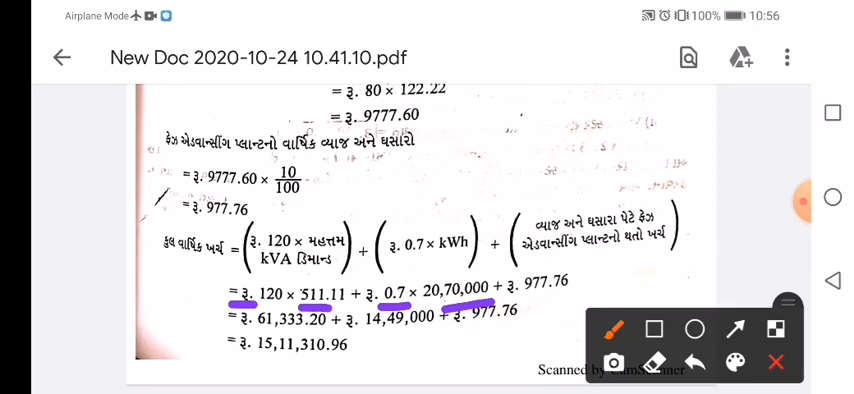 Airplane Mode 100% 10:56
New Doc 2020-10-24 10.41.10.pdf
= રૂ. 80 × 122.22
= રૂ. 9777.60
ફેઝ એડવાન્સીંગ પ્લાન્ટનો વાર્ષિક વ્યાજ અને ઘસારો
= રૂ. 9777.60 × 10/100
= રૂ. 977.76
કુલ વાર્ષિક ખર્ચ = (રૂ. 120 × મહત્તમ kVA ડિમાન્ડ) + (રૂ. 0.7 × kWh) + (વ્યાજ અને ઘસારા પેટે ફેઝ એડવાન્સીંગ પ્લાન્ટનો થતો ખર્ચ)
= રૂ. 120 × 511.11 + રૂ. 0.7 × 20,70,000 + રૂ. 977.76
= રૂ. 61,333.20 + રૂ. 14,49,000 + રૂ. 977.76
= રૂ. 15,11,310.96
Scanned by CamScanner